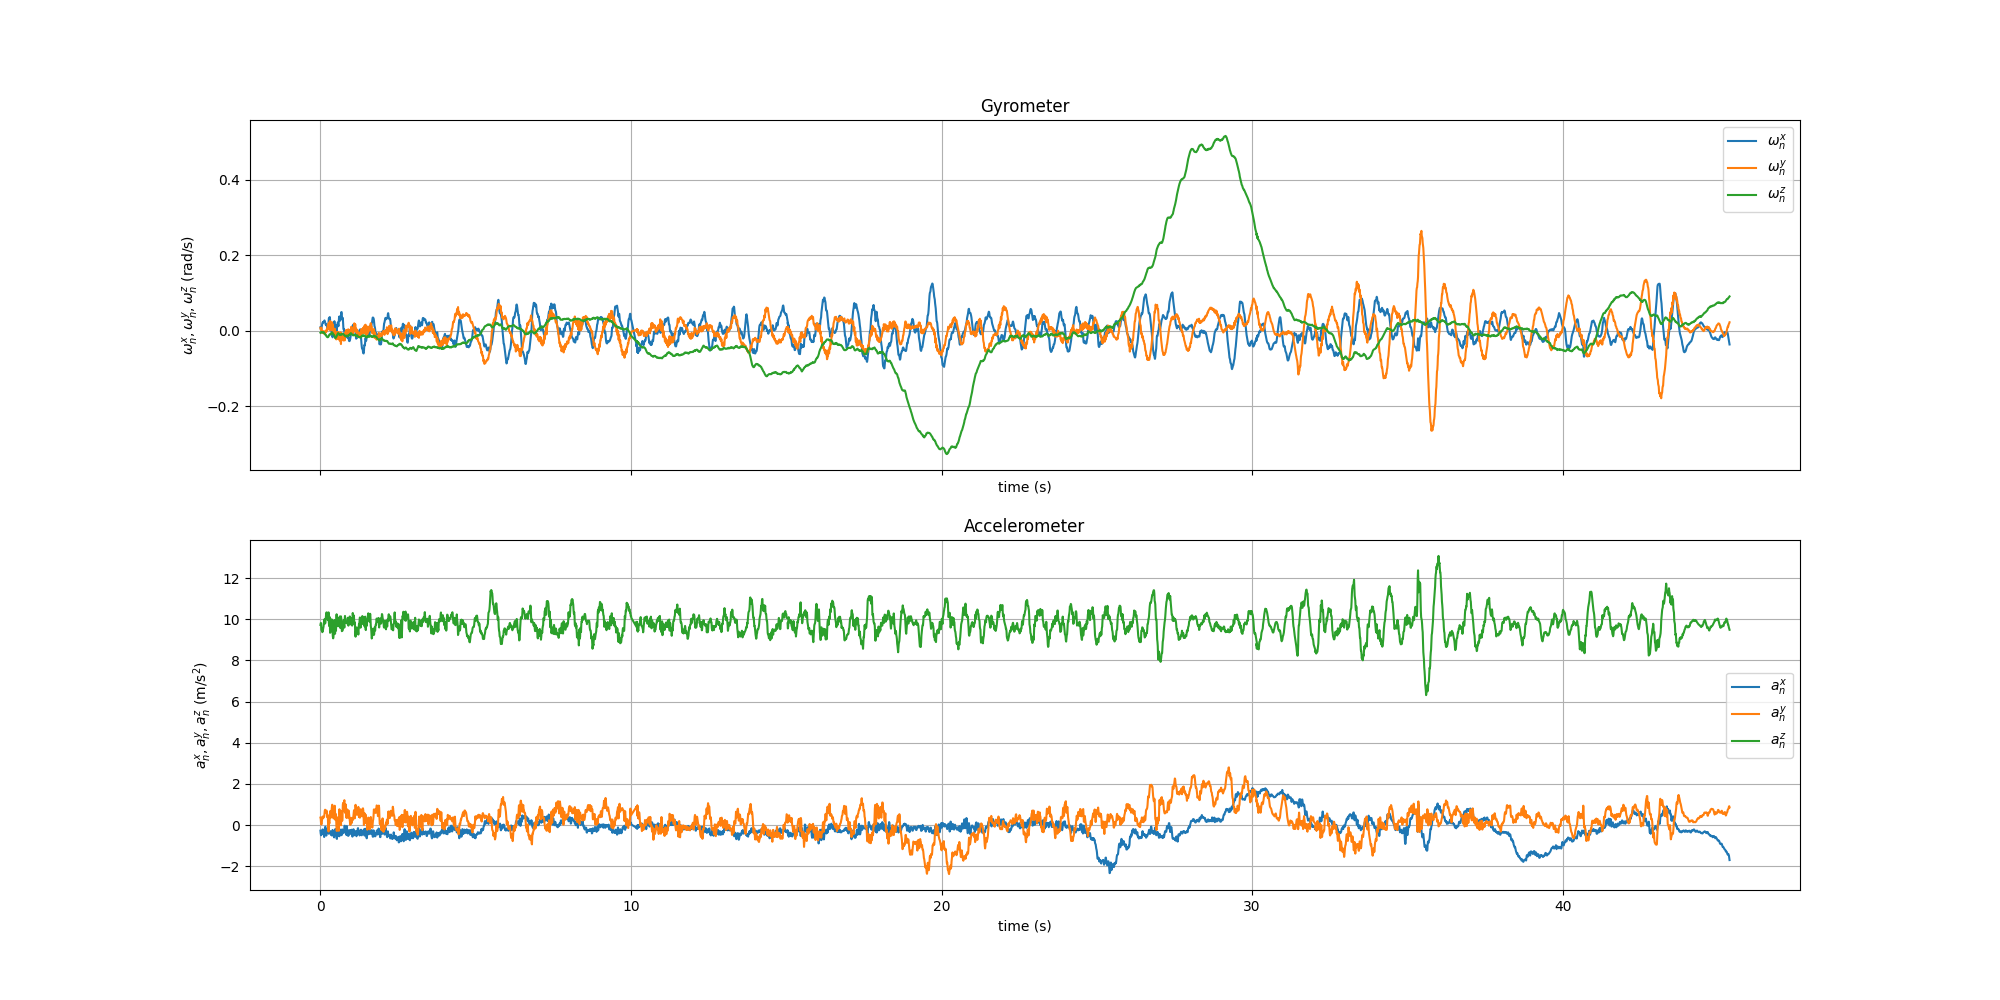 Gyrometer
ω_n^x, ω_n^y, ω_n^z (rad/s)
0.4
0.2
0.0
−0.2
ω_n^x
ω_n^y
ω_n^z
time (s)
Accelerometer
a_n^x, a_n^y, a_n^z (m/s²)
12
10
8
6
4
2
0
−2
a_n^x
a_n^y
a_n^z
0 10 20 30 40
time (s)